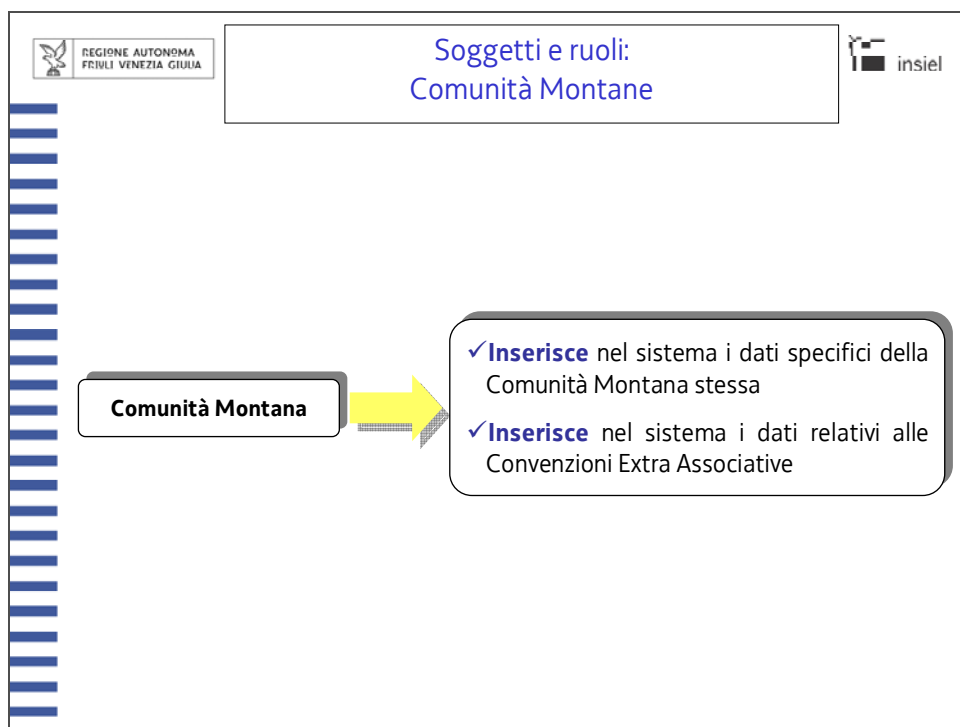 REGIONE AUTONOMA
FRIULI VENEZIA GIULIA
Soggetti e ruoli:
Comunità Montane
insiel
Comunità Montana
✓Inserisce nel sistema i dati specifici della
Comunità Montana stessa
✓Inserisce nel sistema i dati relativi alle
Convenzioni Extra Associative